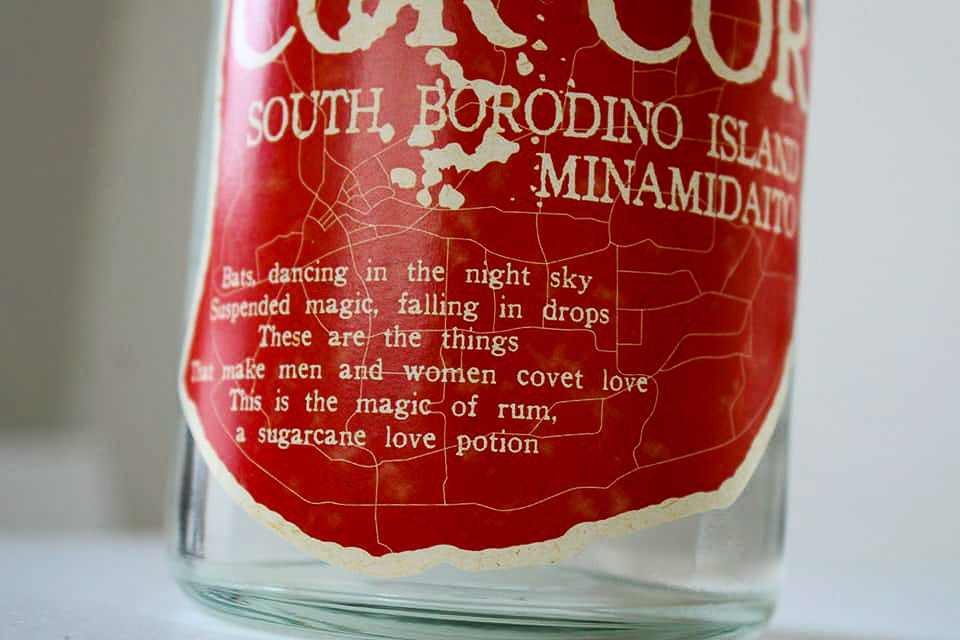 COR COR
SOUTH BORODINO ISLAND
MINAMIDAITO
Bats, dancing in the night sky
Suspended magic, falling in drops
These are the things
That make men and women covet love
This is the magic of rum,
a sugarcane love potion